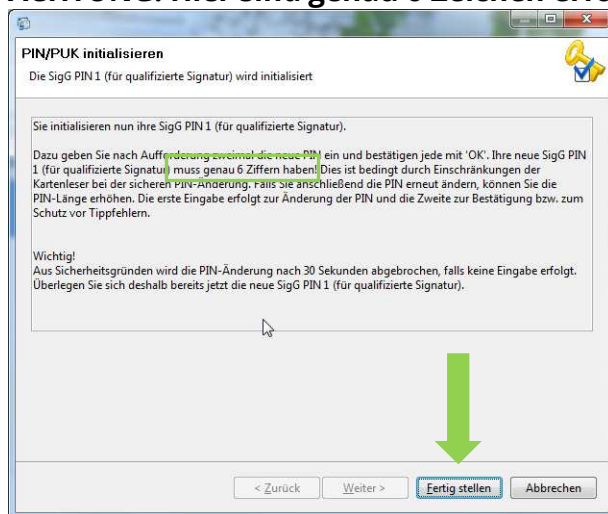 PIN/PUK initialisieren
Die SigG PIN 1 (für qualifizierte Signatur) wird initialisiert
Sie initialisieren nun ihre SigG PIN 1 (für qualifizierte Signatur).
Dazu geben Sie nach Aufforderung zweimal die neue PIN ein und bestätigen jede mit 'OK'. Ihre neue SigG PIN
1 (für qualifizierte Signatur) muss genau 6 Ziffern haben! Dies ist bedingt durch Einschränkungen der
Kartenleser bei der sicheren PIN-Änderung. Falls Sie anschließend die PIN erneut ändern, können Sie die
PIN-Länge erhöhen. Die erste Eingabe erfolgt zur Änderung der PIN und die Zweite zur Bestätigung bzw. zum
Schutz vor Tippfehlern.
Wichtig!
Aus Sicherheitsgründen wird die PIN-Änderung nach 30 Sekunden abgebrochen, falls keine Eingabe erfolgt.
Überlegen Sie sich deshalb bereits jetzt die neue SigG PIN 1 (für qualifizierte Signatur).
< Zurück Weiter > Fertig stellen Abbrechen